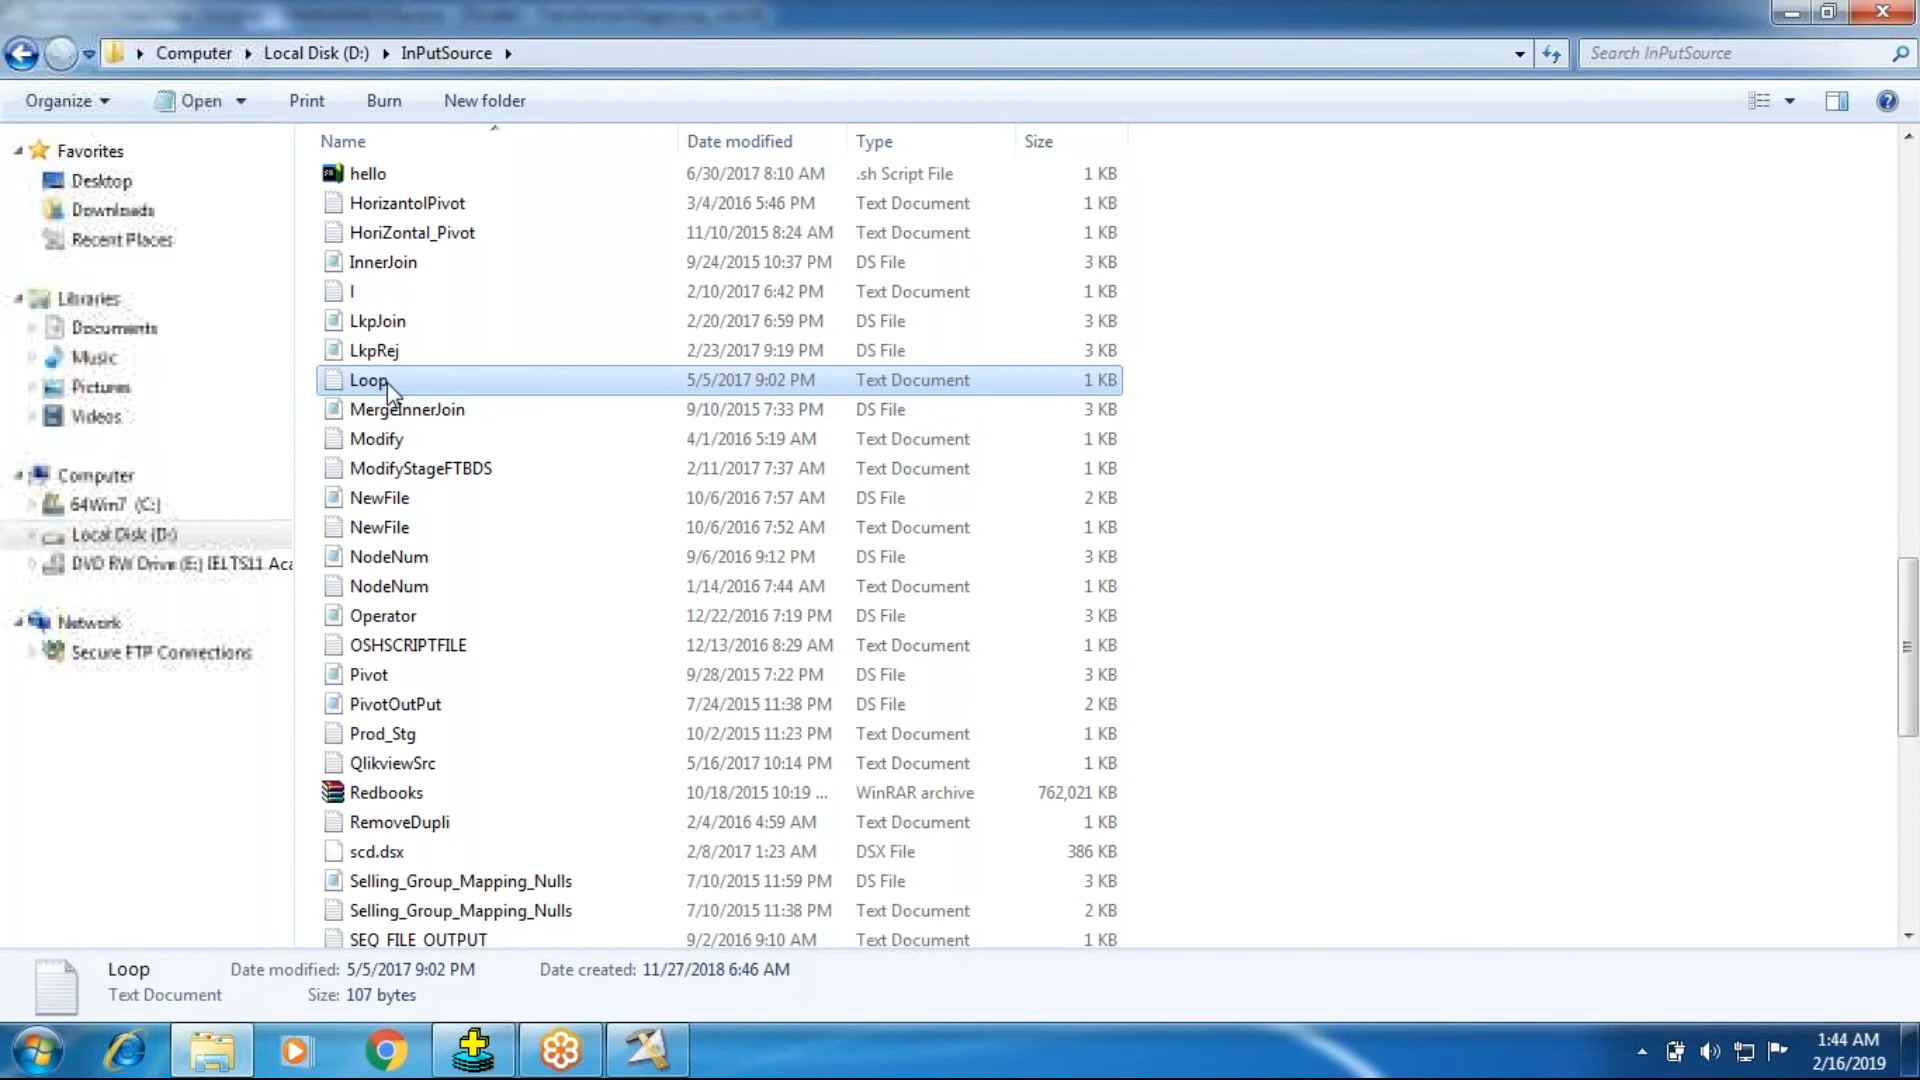 Computer Local Disk (D:) InPutSource
Search InPutSource
Organize Open Print Burn New folder
Name Date modified Type Size
Favorites
Desktop
Downloads
Recent Places
Libraries
Documents
Music
Pictures
Videos
Computer
64Win7 (C:)
Local Disk (D:)
DVD RW Drive (E:) IELTS11 Aca
Network
Secure FTP Connections
hello 6/30/2017 8:10 AM .sh Script File 1 KB
HorizantolPivot 3/4/2016 5:46 PM Text Document 1 KB
HoriZontal_Pivot 11/10/2015 8:24 AM Text Document 1 KB
InnerJoin 9/24/2015 10:37 PM DS File 3 KB
l 2/10/2017 6:42 PM Text Document 1 KB
LkpJoin 2/20/2017 6:59 PM DS File 3 KB
LkpRej 2/23/2017 9:19 PM DS File 3 KB
Loop 5/5/2017 9:02 PM Text Document 1 KB
MergeInnerJoin 9/10/2015 7:33 PM DS File 3 KB
Modify 4/1/2016 5:19 AM Text Document 1 KB
ModifyStageFTBDS 2/11/2017 7:37 AM Text Document 1 KB
NewFile 10/6/2016 7:57 AM DS File 2 KB
NewFile 10/6/2016 7:52 AM Text Document 1 KB
NodeNum 9/6/2016 9:12 PM DS File 3 KB
NodeNum 1/14/2016 7:44 AM Text Document 1 KB
Operator 12/22/2016 7:19 PM DS File 3 KB
OSHSCRIPTFILE 12/13/2016 8:29 AM Text Document 1 KB
Pivot 9/28/2015 7:22 PM DS File 3 KB
PivotOutPut 7/24/2015 11:38 PM DS File 2 KB
Prod_Stg 10/2/2015 11:23 PM Text Document 1 KB
QlikviewSrc 5/16/2017 10:14 PM Text Document 1 KB
Redbooks 10/18/2015 10:19 ... WinRAR archive 762,021 KB
RemoveDupli 2/4/2016 4:59 AM Text Document 1 KB
scd.dsx 2/8/2017 1:23 AM DSX File 386 KB
Selling_Group_Mapping_Nulls 7/10/2015 11:59 PM DS File 3 KB
Selling_Group_Mapping_Nulls 7/10/2015 11:38 PM Text Document 2 KB
SEQ_FILE_OUTPUT 9/2/2016 9:10 AM Text Document 1 KB
Loop Date modified: 5/5/2017 9:02 PM Date created: 11/27/2018 6:46 AM
Text Document Size: 107 bytes
1:44 AM
2/16/2019